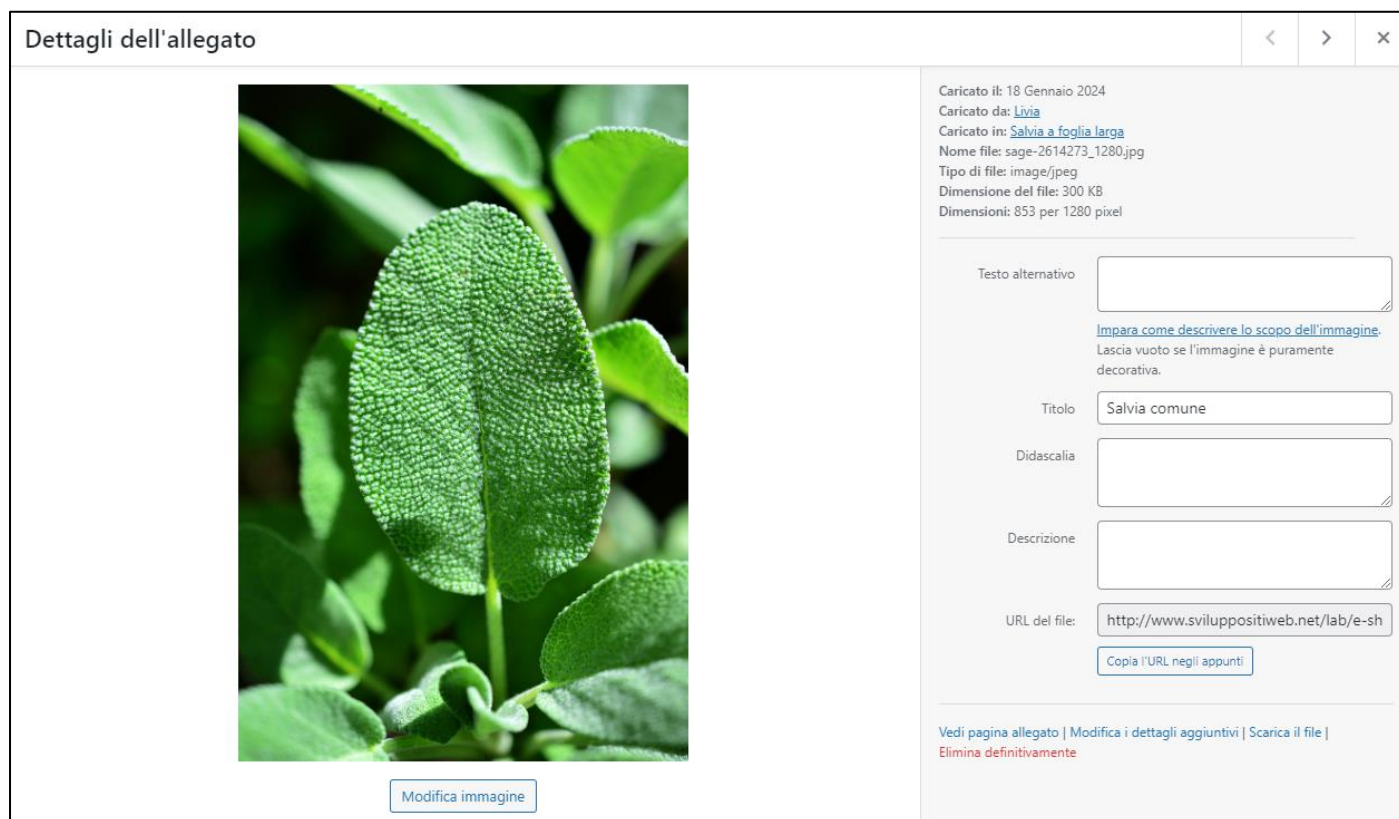 Dettagli dell'allegato
Caricato il: 18 Gennaio 2024
Caricato da: Livia
Caricato in: Salvia a foglia larga
Nome file: sage-2614273_1280.jpg
Tipo di file: image/jpeg
Dimensione del file: 300 KB
Dimensioni: 853 per 1280 pixel
Testo alternativo
Impara come descrivere lo scopo dell'immagine.
Lascia vuoto se l'immagine è puramente
decorativa.
Titolo Salvia comune
Didascalia
Descrizione
URL del file: http://www.sviluppositiweb.net/lab/e-sh
Copia l'URL negli appunti
Vedi pagina allegato | Modifica i dettagli aggiuntivi | Scarica il file |
Elimina definitivamente
Modifica immagine